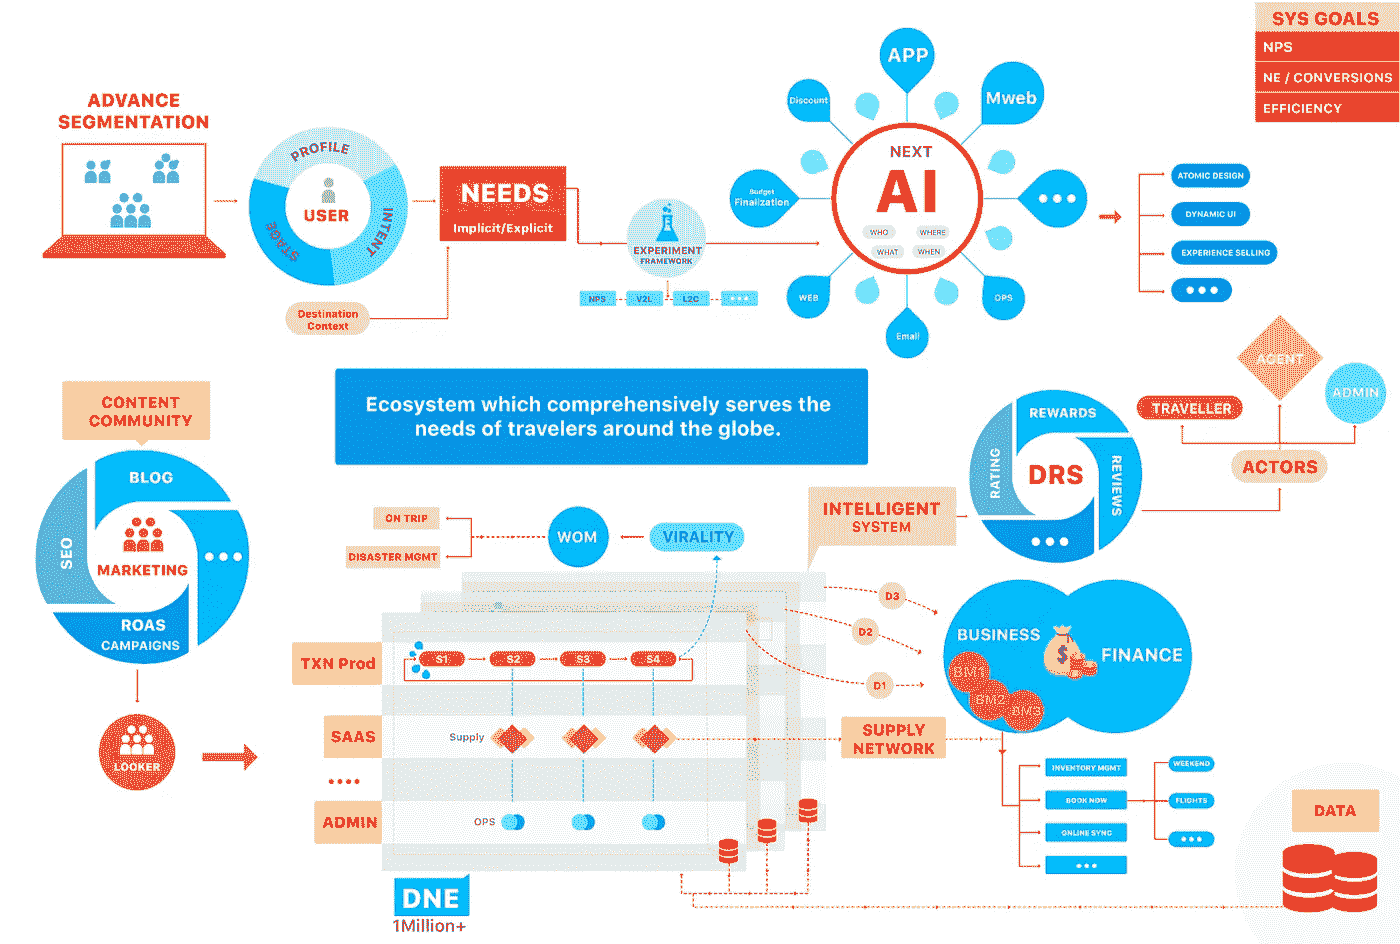 SYS GOALS
NPS
NE / CONVERSIONS
EFFICIENCY
ADVANCE
SEGMENTATION
PROFILE
INTENT
STAGE
USER
NEEDS
Implicit/Explicit
Destination
Context
EXPERIMENT
FRAMEWORK
NPS
V2L
L2C
APP
Mweb
Discount
Budget
Finalization
WEB
Email
OPS
NEXT
AI
WHO
WHERE
WHAT
WHEN
ATOMIC DESIGN
DYNAMIC UI
EXPERIENCE SELLING
Ecosystem which comprehensively serves the
needs of travelers around the globe.
CONTENT
COMMUNITY
BLOG
SEO
MARKETING
ROAS
CAMPAIGNS
LOOKER
AGENT
ADMIN
TRAVELLER
ACTORS
REWARDS
RATING
DRS
REVIEWS
INTELLIGENT
SYSTEM
ON TRIP
DISASTER MGMT
WOM
VIRALITY
D3
D2
D1
BUSINESS
FINANCE
$
BM1
BM2
BM3
TXN Prod
S1
S2
S3
S4
SAAS
Supply
SUPPLY
NETWORK
ADMIN
OPS
INVENTORY MGMT
BOOK NOW
ONLINE SYNC
WEEKEND
FLIGHTS
DATA
DNE
1Million+